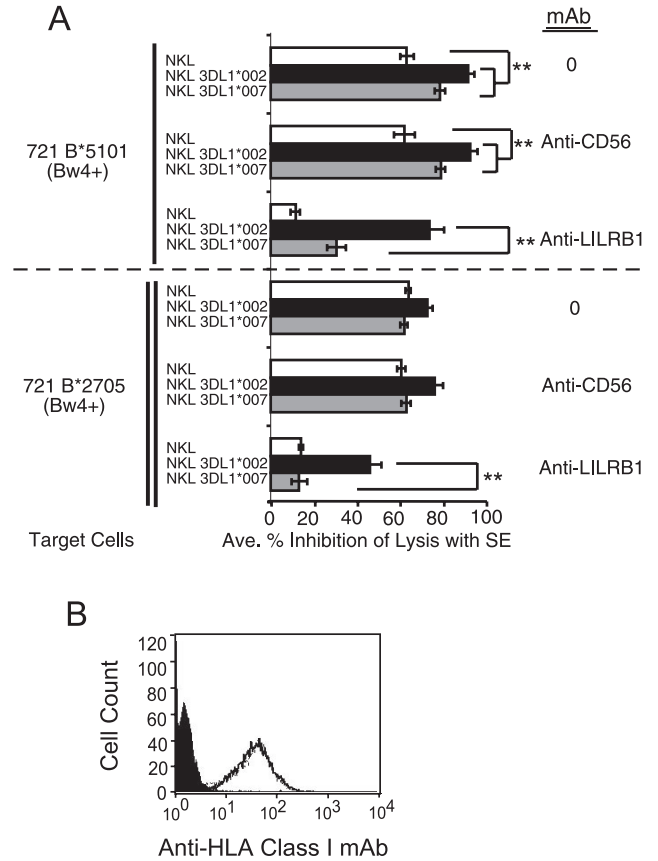 A
mAb
NKL
NKL 3DL1*002
NKL 3DL1*007
**
0
721 B*5101
(Bw4+)
NKL
NKL 3DL1*002
NKL 3DL1*007
**
Anti-CD56
NKL
NKL 3DL1*002
NKL 3DL1*007
**
Anti-LILRB1
NKL
NKL 3DL1*002
NKL 3DL1*007
0
721 B*2705
(Bw4+)
NKL
NKL 3DL1*002
NKL 3DL1*007
Anti-CD56
NKL
NKL 3DL1*002
NKL 3DL1*007
**
Anti-LILRB1
0 20 40 60 80 100
Target Cells
Ave. % Inhibition of Lysis with SE
B
120
100
80
60
40
20
0
Cell Count
10^0 10^1 10^2 10^3 10^4
Anti-HLA Class I mAb